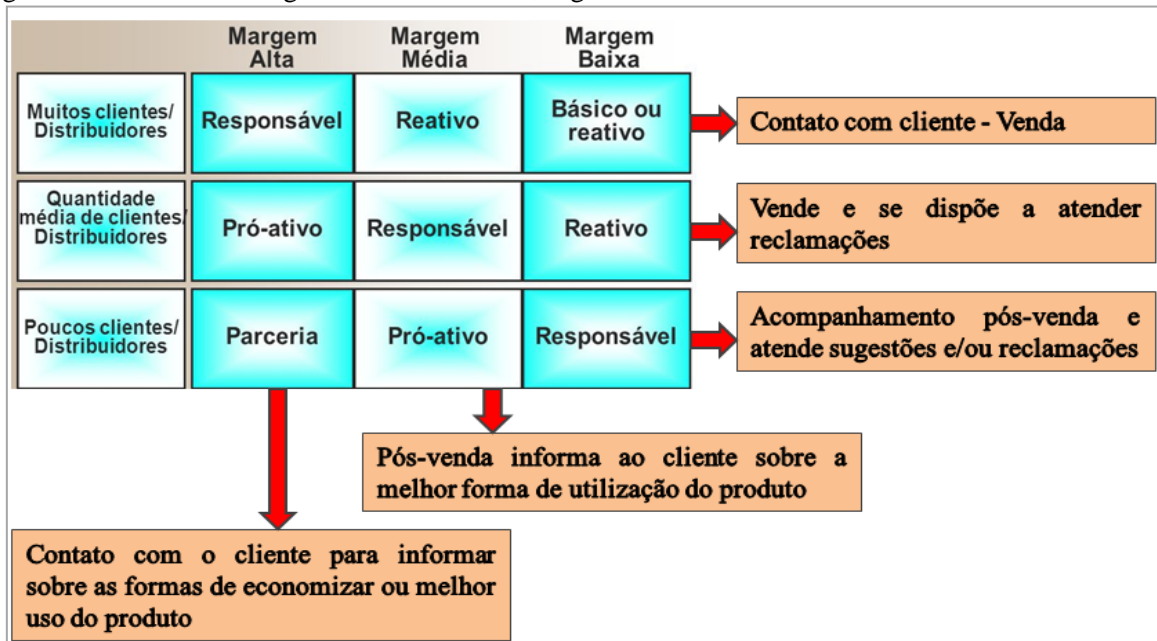 Margem
Alta
Margem
Média
Margem
Baixa
Muitos clientes/
Distribuidores
Responsável
Reativo
Básico ou
reativo
Contato com cliente - Venda
Quantidade
média de clientes/
Distribuidores
Pró-ativo
Responsável
Reativo
Vende e se dispõe a atender
reclamações
Poucos clientes/
Distribuidores
Parceria
Pró-ativo
Responsável
Acompanhamento pós-venda e
atende sugestões e/ou reclamações
Pós-venda informa ao cliente sobre a
melhor forma de utilização do produto
Contato com o cliente para informar
sobre as formas de economizar ou melhor
uso do produto